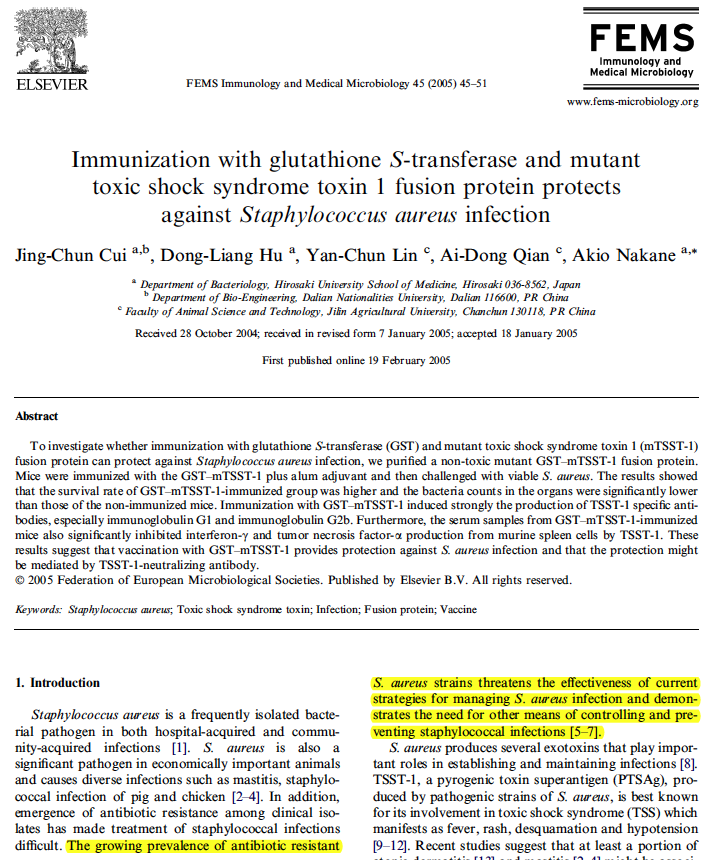 ELSEVIER
FEMS Immunology and Medical Microbiology 45 (2005) 45–51
FEMS
Immunology and
Medical Microbiology
www.fems-microbiology.org
Immunization with glutathione S-transferase and mutant
toxic shock syndrome toxin 1 fusion protein protects
against Staphylococcus aureus infection
Jing-Chun Cui a,b, Dong-Liang Hu a, Yan-Chun Lin c, Ai-Dong Qian c, Akio Nakane a,*
a Department of Bacteriology, Hirosaki University School of Medicine, Hirosaki 036-8562, Japan
b Department of Bio-Engineering, Dalian Nationalities University, Dalian 116600, PR China
c Faculty of Animal Science and Technology, Jilin Agricultural University, Chanchun 130118, PR China
Received 28 October 2004; received in revised form 7 January 2005; accepted 18 January 2005
First published online 19 February 2005
Abstract
To investigate whether immunization with glutathione S-transferase (GST) and mutant toxic shock syndrome toxin 1 (mTSST-1)
fusion protein can protect against Staphylococcus aureus infection, we purified a non-toxic mutant GST–mTSST-1 fusion protein.
Mice were immunized with the GST–mTSST-1 plus alum adjuvant and then challenged with viable S. aureus. The results showed
that the survival rate of GST–mTSST-1-immunized group was higher and the bacteria counts in the organs were significantly lower
than those of the non-immunized mice. Immunization with GST–mTSST-1 induced strongly the production of TSST-1 specific anti-
bodies, especially immunoglobulin G1 and immunoglobulin G2b. Furthermore, the serum samples from GST–mTSST-1-immunized
mice also significantly inhibited interferon-γ and tumor necrosis factor-α production from murine spleen cells by TSST-1. These
results suggest that vaccination with GST–mTSST-1 provides protection against S. aureus infection and that the protection might
be mediated by TSST-1-neutralizing antibody.
© 2005 Federation of European Microbiological Societies. Published by Elsevier B.V. All rights reserved.
Keywords: Staphylococcus aureus; Toxic shock syndrome toxin; Infection; Fusion protein; Vaccine
1. Introduction
Staphylococcus aureus is a frequently isolated bacte-
rial pathogen in both hospital-acquired and commu-
nity-acquired infections [1]. S. aureus is also a
significant pathogen in economically important animals
and causes diverse infections such as mastitis, staphylo-
coccal infection of pig and chicken [2–4]. In addition,
emergence of antibiotic resistance among clinical iso-
lates has made treatment of staphylococcal infections
difficult. The growing prevalence of antibiotic resistant
S. aureus strains threatens the effectiveness of current
strategies for managing S. aureus infection and demon-
strates the need for other means of controlling and pre-
venting staphylococcal infections [5–7].
S. aureus produces several exotoxins that play impor-
tant roles in establishing and maintaining infections [8].
TSST-1, a pyrogenic toxin superantigen (PTSAg), pro-
duced by pathogenic strains of S. aureus, is best known
for its involvement in toxic shock syndrome (TSS) which
manifests as fever, rash, desquamation and hypotension
[9–12]. Recent studies suggest that at least a portion of